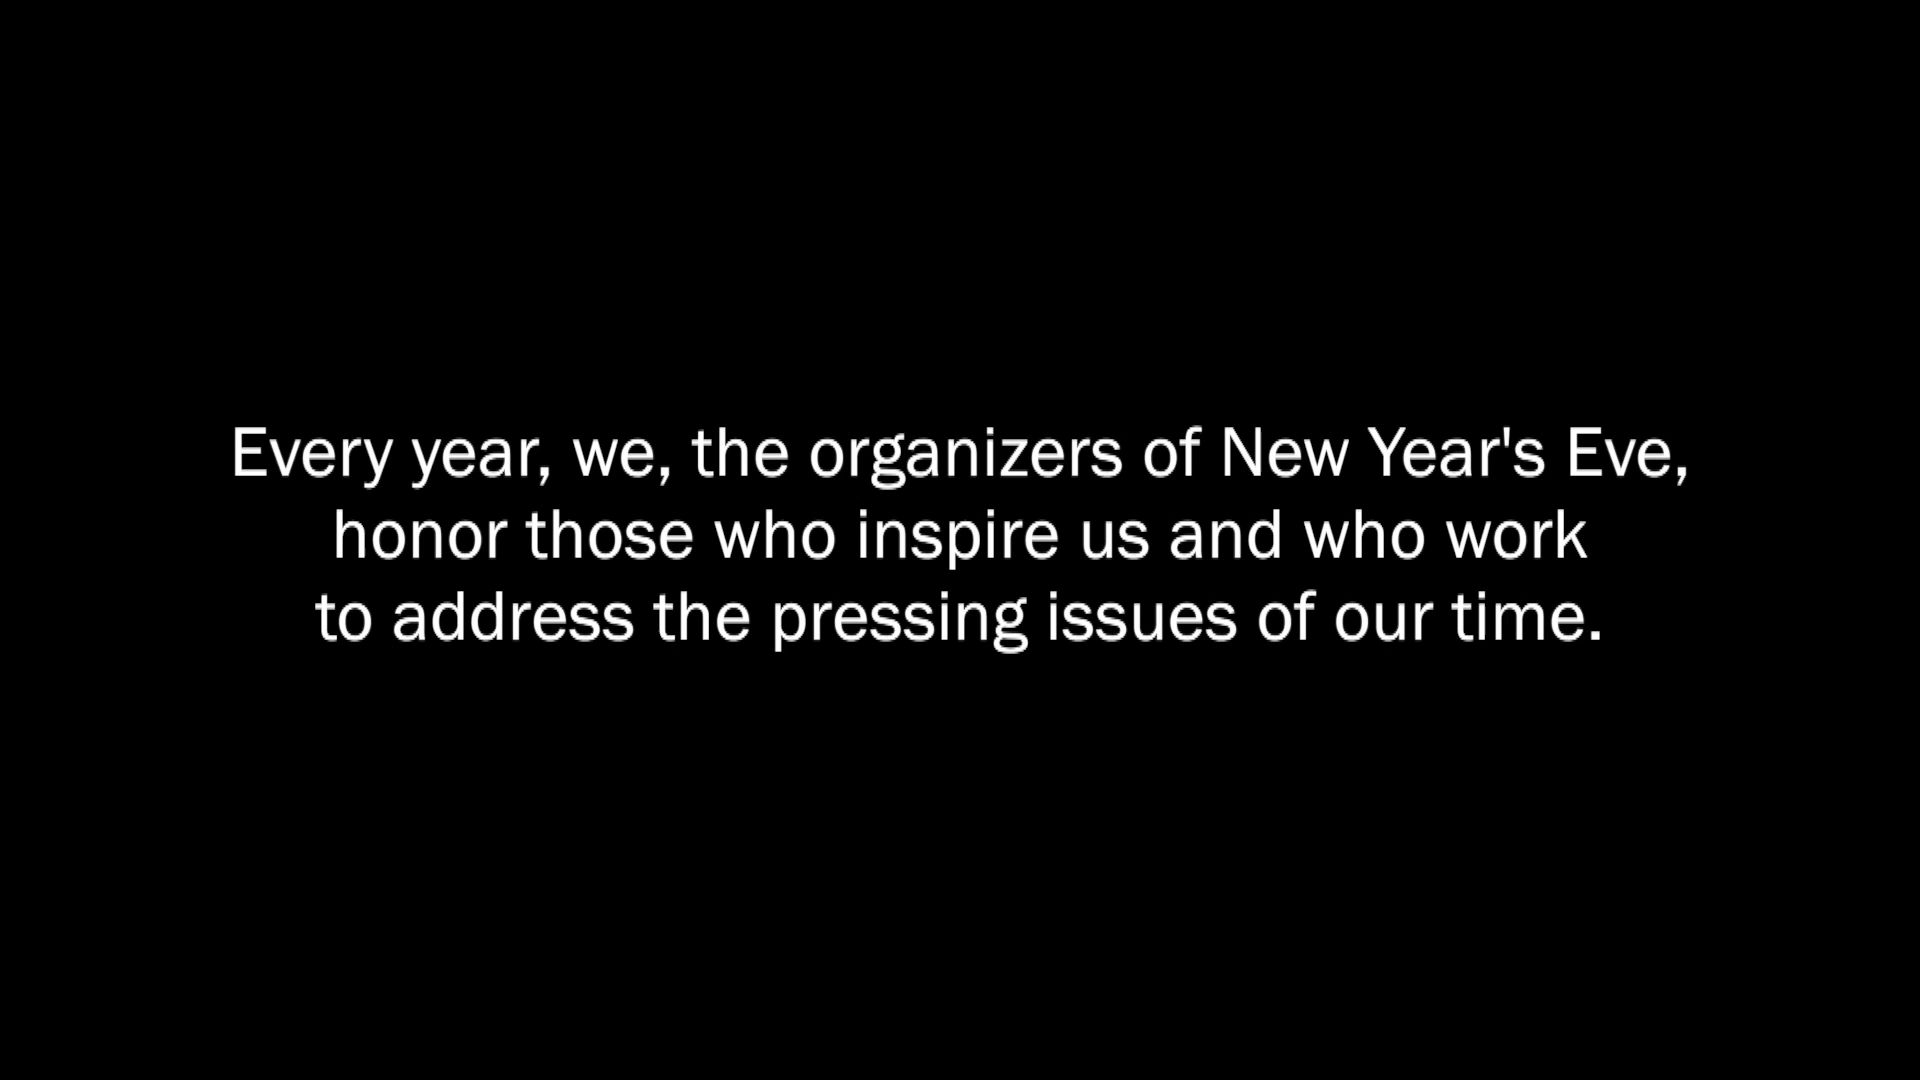 Every year, we, the organizers of New Year's Eve,
honor those who inspire us and who work
to address the pressing issues of our time.